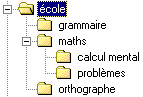 école
grammaire
maths
calcul mental
problèmes
orthographe